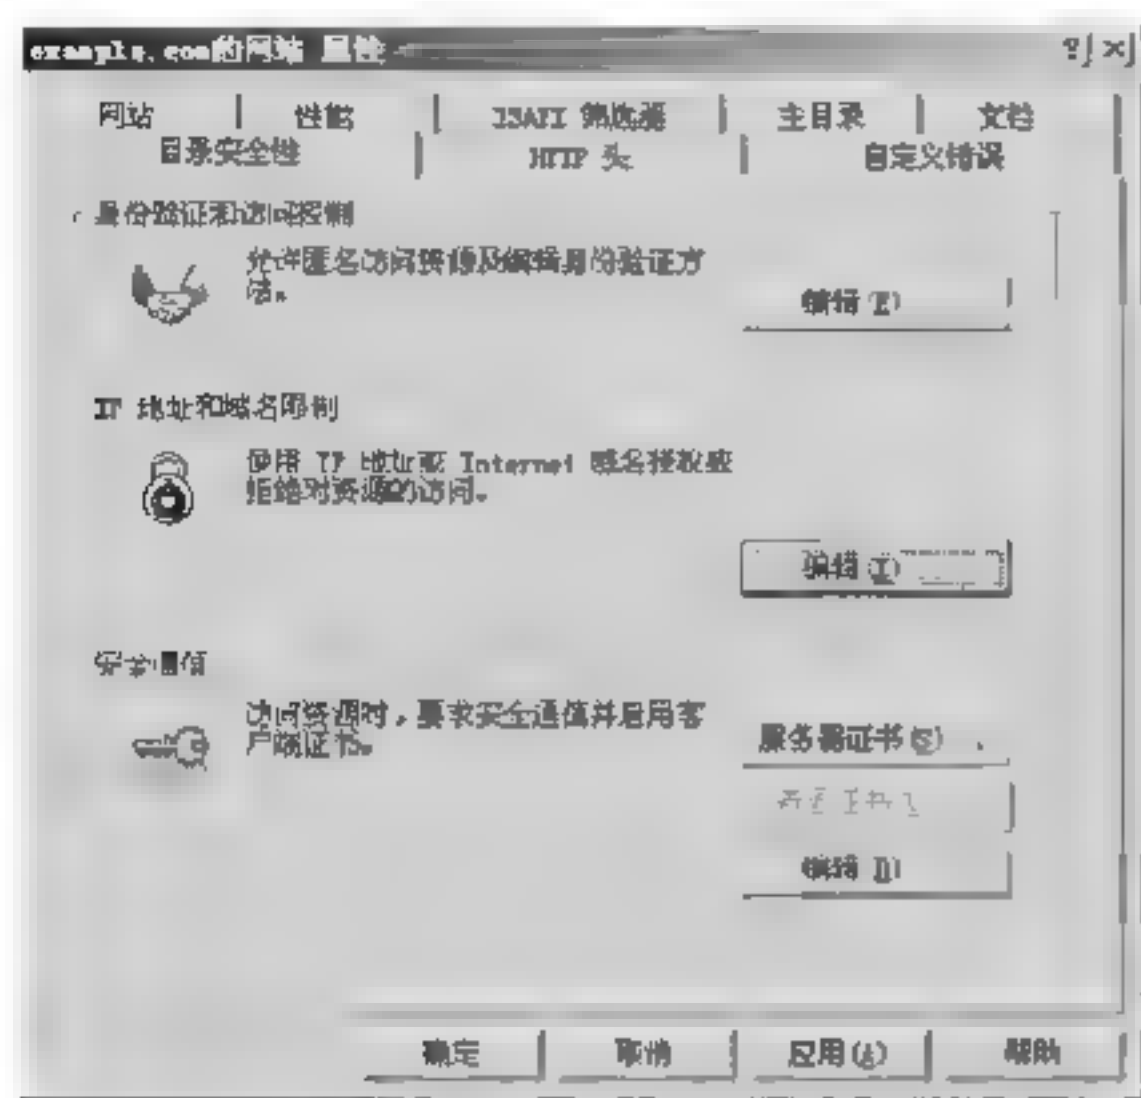 example.com的网站 属性
网站 性能 ISAPI 筛选器 主目录 文档
目录安全性 HTTP 头 自定义错误
身份验证和访问控制
允许匿名访问资源及编辑身份验证方
法。
编辑(E)
IP 地址和域名限制
使用 IP 地址或 Internet 域名授权或
拒绝对资源的访问。
编辑(I)
安全通信
访问资源时，要求安全通信并启用客
户端证书。
服务器证书(S)
编辑(D)
确定 取消 应用(A) 帮助